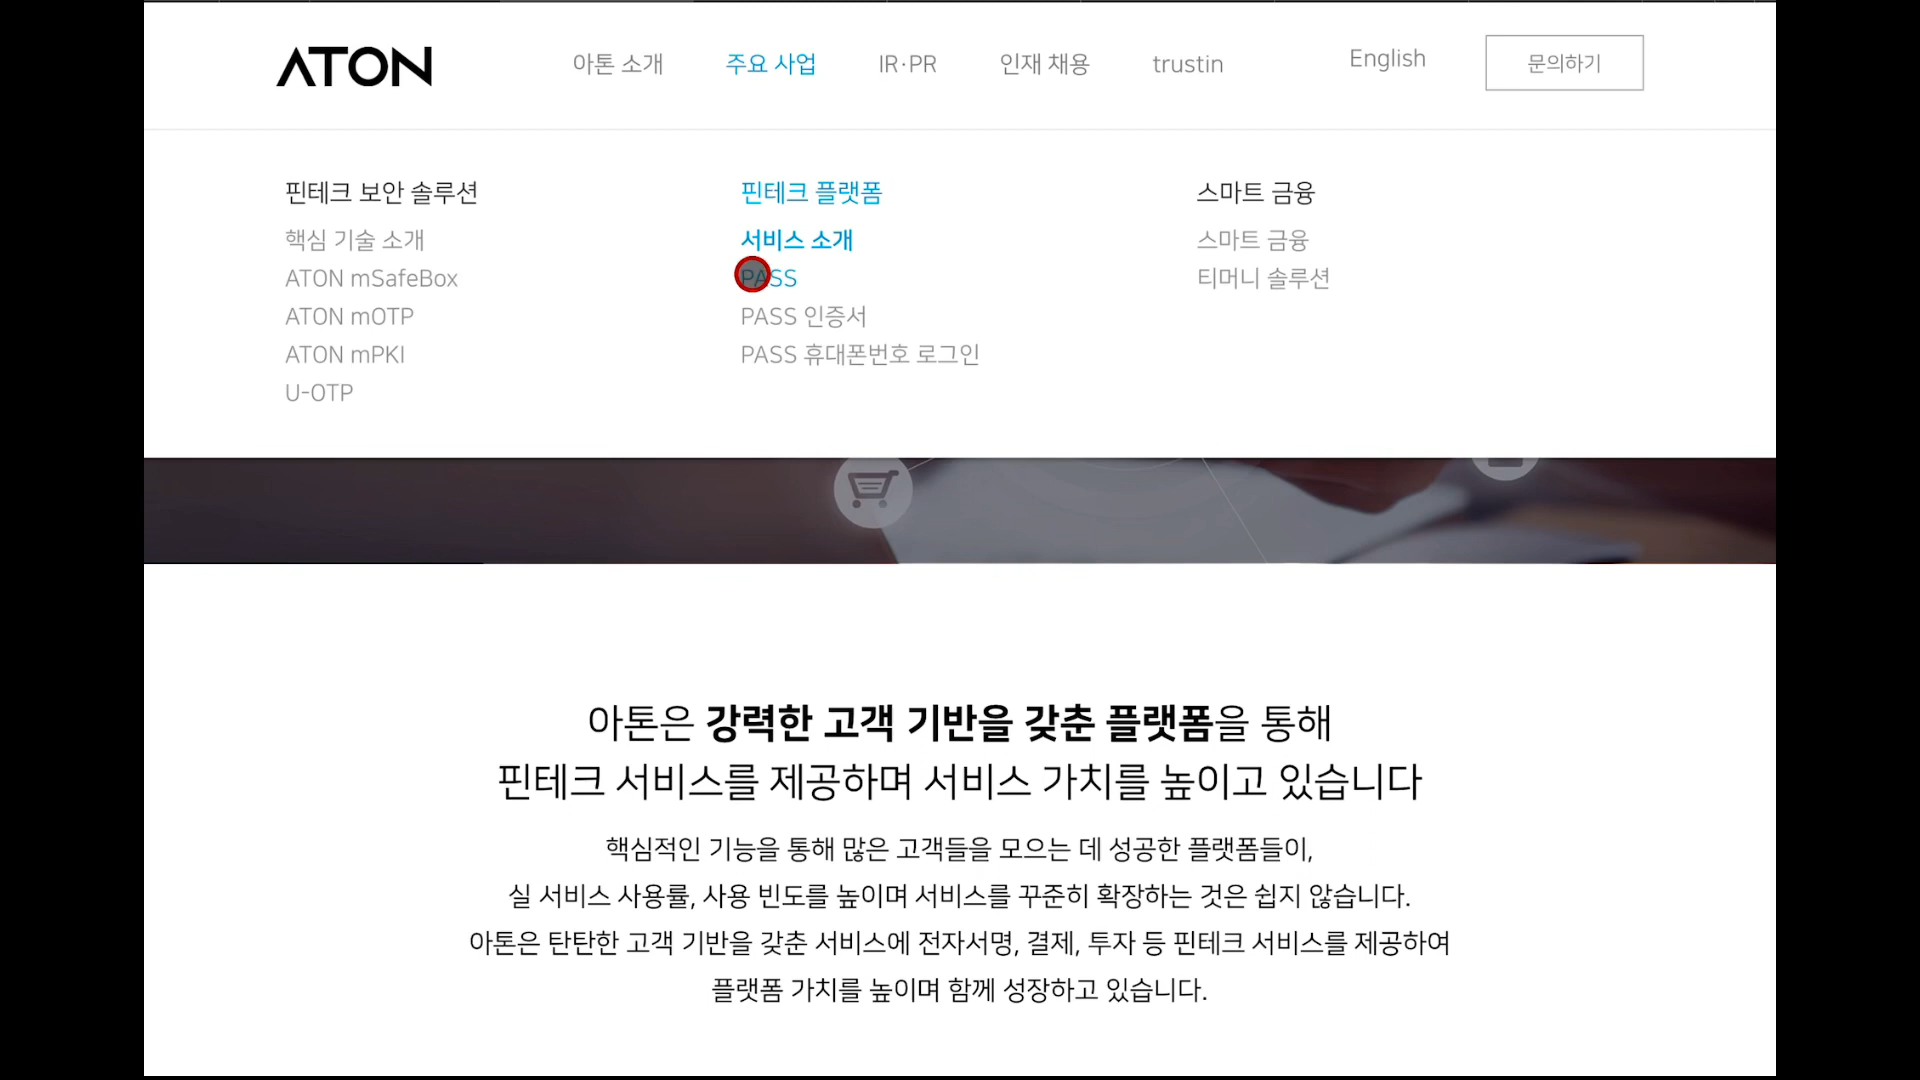 ATON
아톤 소개
주요 사업
IR·PR
인재 채용
trustin
English
문의하기
핀테크 보안 솔루션
핵심 기술 소개
ATON mSafeBox
ATON mOTP
ATON mPKI
U-OTP
핀테크 플랫폼
서비스 소개
PASS
PASS 인증서
PASS 휴대폰번호 로그인
스마트 금융
스마트 금융
티머니 솔루션
아톤은 강력한 고객 기반을 갖춘 플랫폼을 통해
핀테크 서비스를 제공하며 서비스 가치를 높이고 있습니다
핵심적인 기능을 통해 많은 고객들을 모으는 데 성공한 플랫폼들이,
실 서비스 사용률, 사용 빈도를 높이며 서비스를 꾸준히 확장하는 것은 쉽지 않습니다.
아톤은 탄탄한 고객 기반을 갖춘 서비스에 전자서명, 결제, 투자 등 핀테크 서비스를 제공하여
플랫폼 가치를 높이며 함께 성장하고 있습니다.